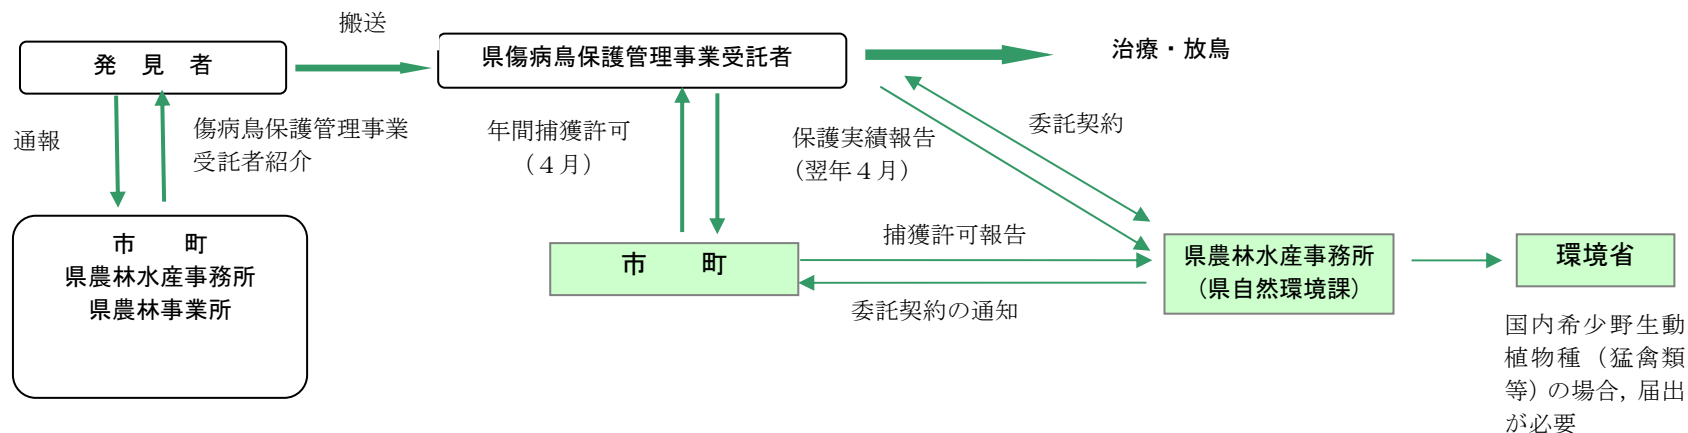 搬送
発　見　者
県傷病鳥保護管理事業受託者
治療・放鳥
通報
傷病鳥保護管理事業
受託者紹介
年間捕獲許可
（４月）
保護実績報告
（翌年４月）
委託契約
市　　町
県農林水産事務所
県農林事業所
市　　町
捕獲許可報告
委託契約の通知
県農林水産事務所
（県自然環境課）
環境省
国内希少野生動
植物種（猛禽類
等）の場合，届出
が必要